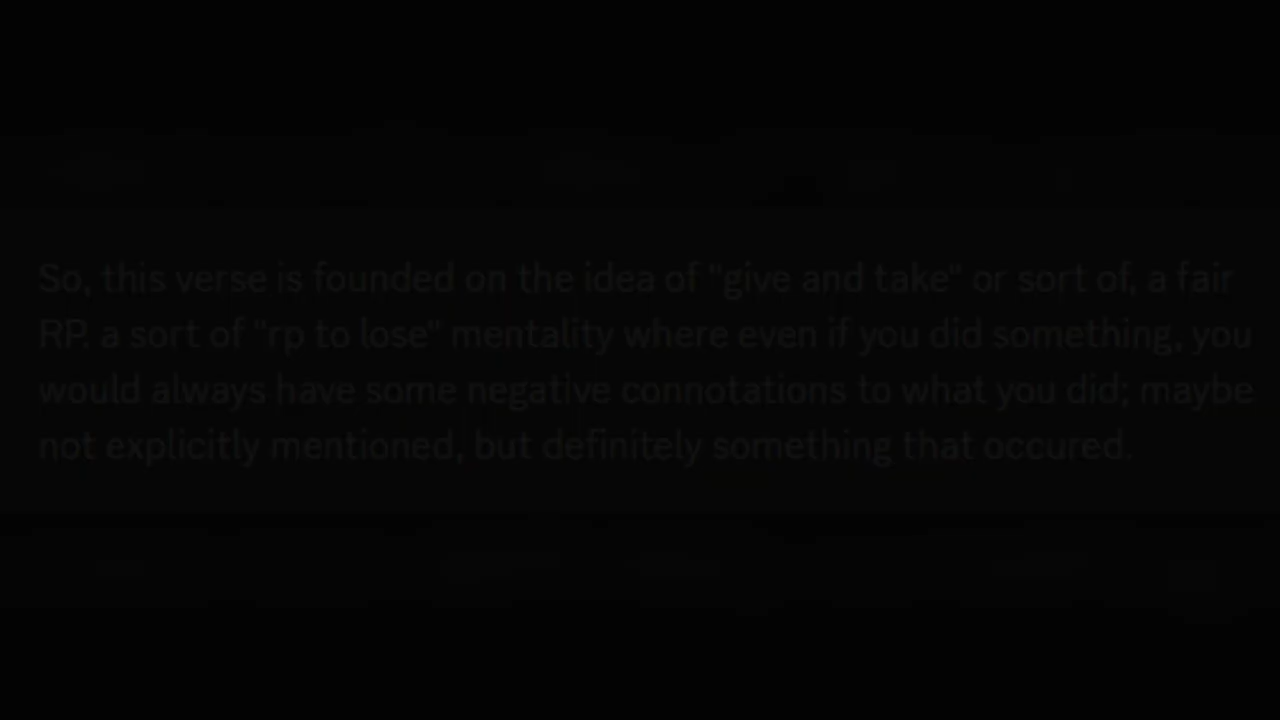 So, this verse is founded on the idea of "give and take" or sort of, a fair
RP. a sort of "rp to lose" mentality where even if you did something, you
would always have some negative connotations to what you did; maybe
not explicitly mentioned, but definitely something that occured.